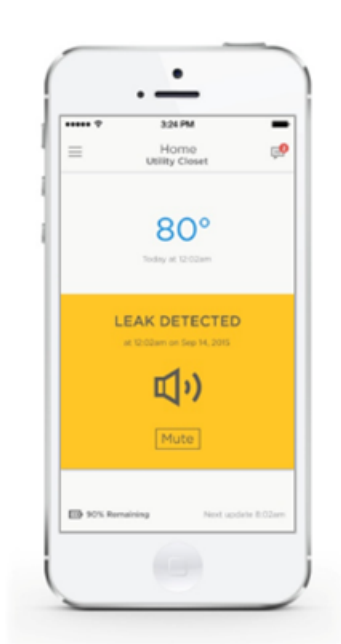 3:24 PM
Home
Utility Closet
2
80°
Today at 12:02am
LEAK DETECTED
at 12:02am on Sep 14, 2015
Mute
90% Remaining
Next update 8:02am